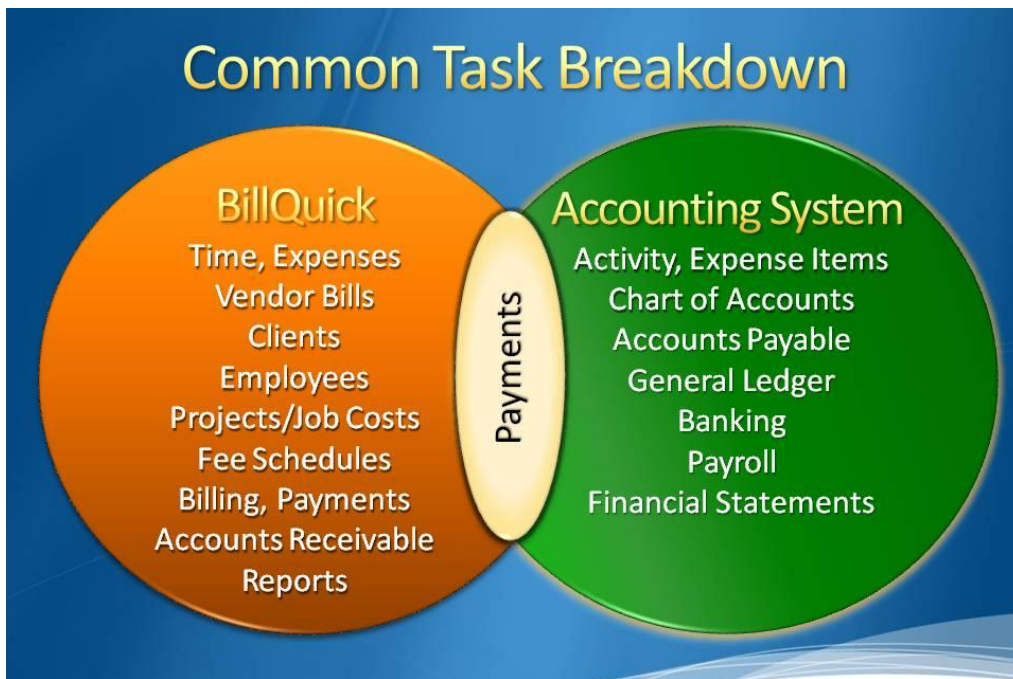 Common Task Breakdown
BillQuick
Time, Expenses
Vendor Bills
Clients
Employees
Projects/Job Costs
Fee Schedules
Billing, Payments
Accounts Receivable
Reports
Payments
Accounting System
Activity, Expense Items
Chart of Accounts
Accounts Payable
General Ledger
Banking
Payroll
Financial Statements